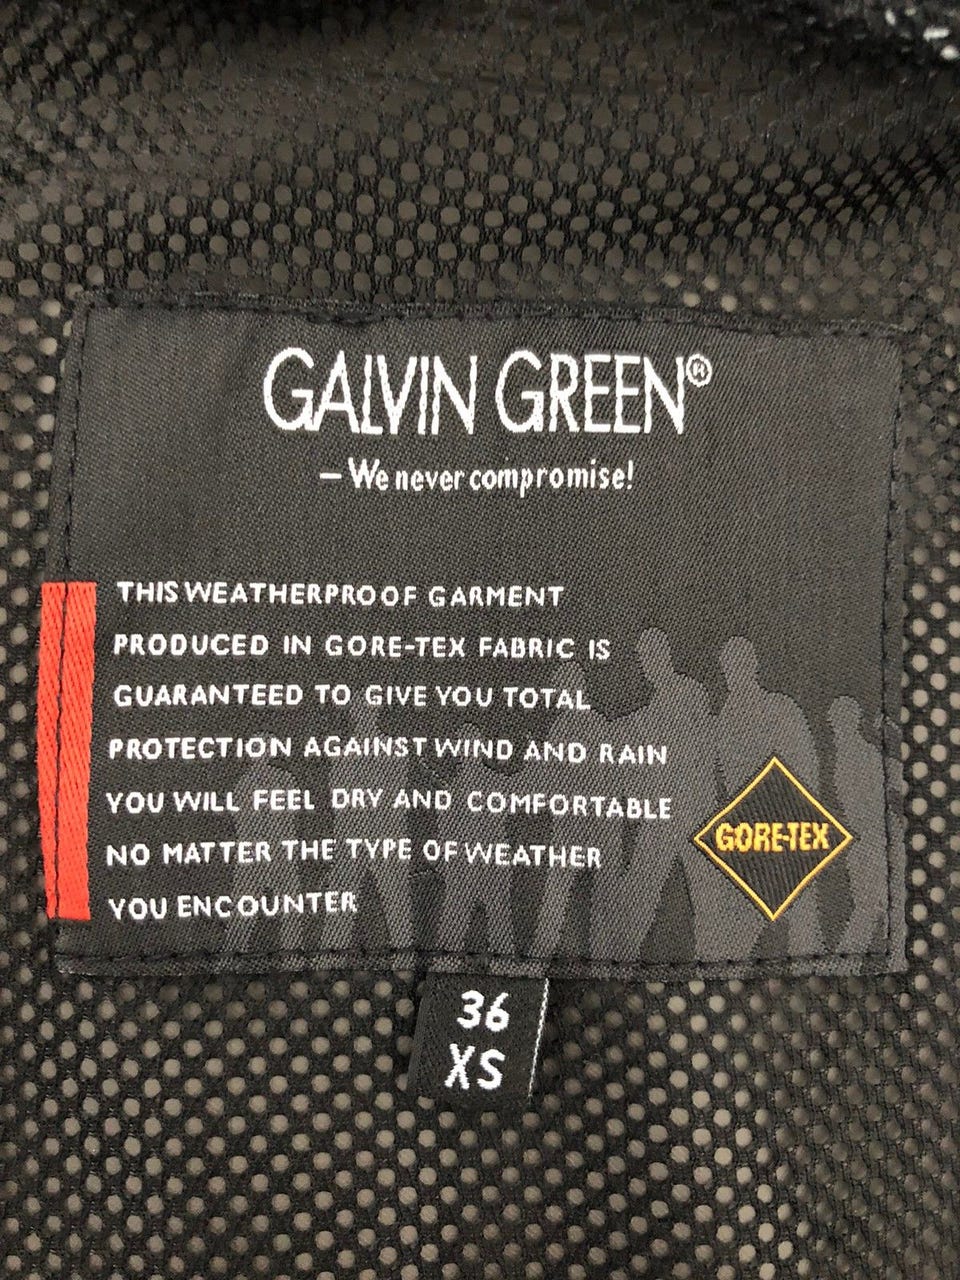 GALVIN GREEN®
– We never compromise!
THIS WEATHERPROOF GARMENT
PRODUCED IN GORE-TEX FABRIC IS
GUARANTEED TO GIVE YOU TOTAL
PROTECTION AGAINST WIND AND RAIN
YOU WILL FEEL DRY AND COMFORTABLE
NO MATTER THE TYPE OF WEATHER
YOU ENCOUNTER
GORE-TEX
36
XS